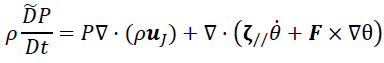 ρ D̃P/Dt = P∇ · (ρ𝒖_J) + ∇ · (𝜻_// θ̇ + 𝑭 × ∇θ)